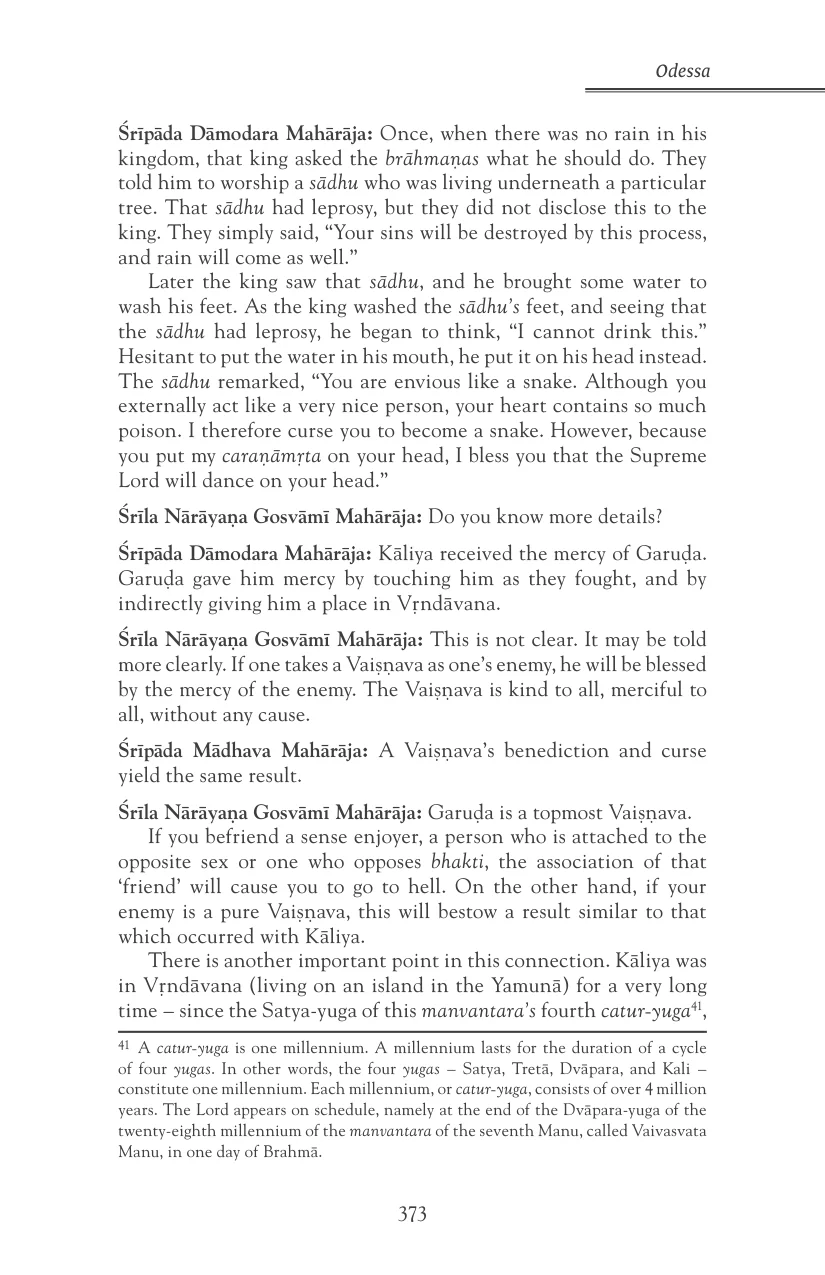 Odessa
Śrīpāda Dāmodara Mahārāja: Once, when there was no rain in his
kingdom, that king asked the brāhmaṇas what he should do. They
told him to worship a sādhu who was living underneath a particular
tree. That sādhu had leprosy, but they did not disclose this to the
king. They simply said, “Your sins will be destroyed by this process,
and rain will come as well.”
Later the king saw that sādhu, and he brought some water to
wash his feet. As the king washed the sādhu’s feet, and seeing that
the sādhu had leprosy, he began to think, “I cannot drink this.”
Hesitant to put the water in his mouth, he put it on his head instead.
The sādhu remarked, “You are envious like a snake. Although you
externally act like a very nice person, your heart contains so much
poison. I therefore curse you to become a snake. However, because
you put my caraṇāmṛta on your head, I bless you that the Supreme
Lord will dance on your head.”
Śrīla Nārāyaṇa Gosvāmī Mahārāja: Do you know more details?
Śrīpāda Dāmodara Mahārāja: Kāliya received the mercy of Garuḍa.
Garuḍa gave him mercy by touching him as they fought, and by
indirectly giving him a place in Vṛndāvana.
Śrīla Nārāyaṇa Gosvāmī Mahārāja: This is not clear. It may be told
more clearly. If one takes a Vaiṣṇava as one’s enemy, he will be blessed
by the mercy of the enemy. The Vaiṣṇava is kind to all, merciful to
all, without any cause.
Śrīpāda Mādhava Mahārāja: A Vaiṣṇava’s benediction and curse
yield the same result.
Śrīla Nārāyaṇa Gosvāmī Mahārāja: Garuḍa is a topmost Vaiṣṇava.
If you befriend a sense enjoyer, a person who is attached to the
opposite sex or one who opposes bhakti, the association of that
‘friend’ will cause you to go to hell. On the other hand, if your
enemy is a pure Vaiṣṇava, this will bestow a result similar to that
which occurred with Kāliya.
There is another important point in this connection. Kāliya was
in Vṛndāvana (living on an island in the Yamunā) for a very long
time – since the Satya-yuga of this manvantara’s fourth catur-yuga⁴¹,
⁴¹ A catur-yuga is one millennium. A millennium lasts for the duration of a cycle
of four yugas. In other words, the four yugas – Satya, Tretā, Dvāpara, and Kali –
constitute one millennium. Each millennium, or catur-yuga, consists of over 4 million
years. The Lord appears on schedule, namely at the end of the Dvāpara-yuga of the
twenty-eighth millennium of the manvantara of the seventh Manu, called Vaivasvata
Manu, in one day of Brahmā.
373